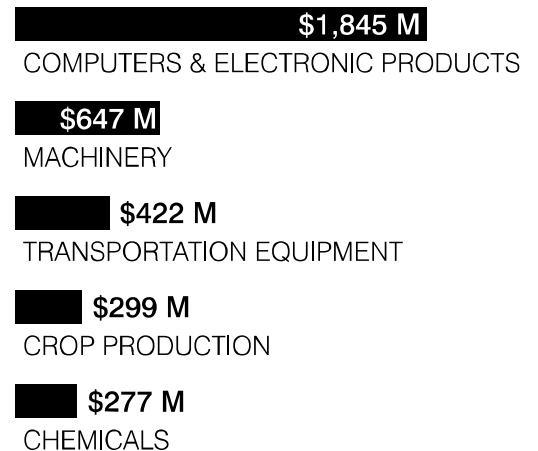 $1,845 M
COMPUTERS & ELECTRONIC PRODUCTS
$647 M
MACHINERY
$422 M
TRANSPORTATION EQUIPMENT
$299 M
CROP PRODUCTION
$277 M
CHEMICALS